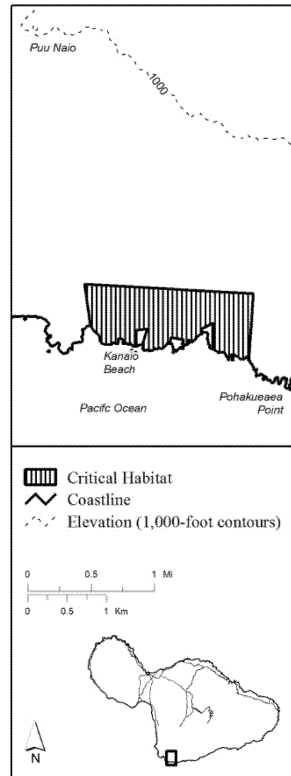 Puu Naio
1000
Kanaio
Beach
Pohakueaea
Point
Pacifc Ocean
Critical Habitat
Coastline
Elevation (1,000-foot contours)
0 0.5 1 Mi
0 0.5 1 Km
N